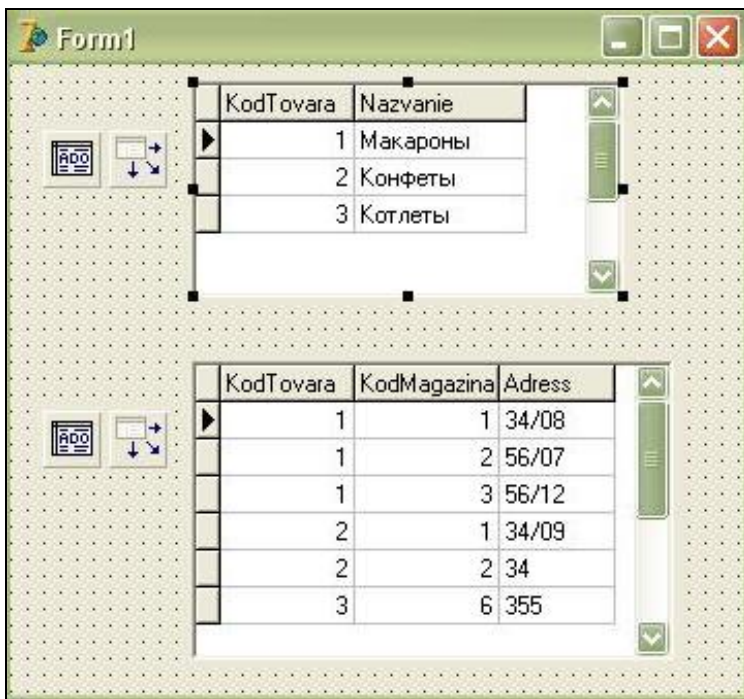 Form1
KodTovara Nazvanie
1 Макароны
2 Конфеты
3 Котлеты
ADO
KodTovara KodMagazina Adress
1 1 34/08
1 2 56/07
1 3 56/12
2 1 34/09
2 2 34
3 6 355
ADO